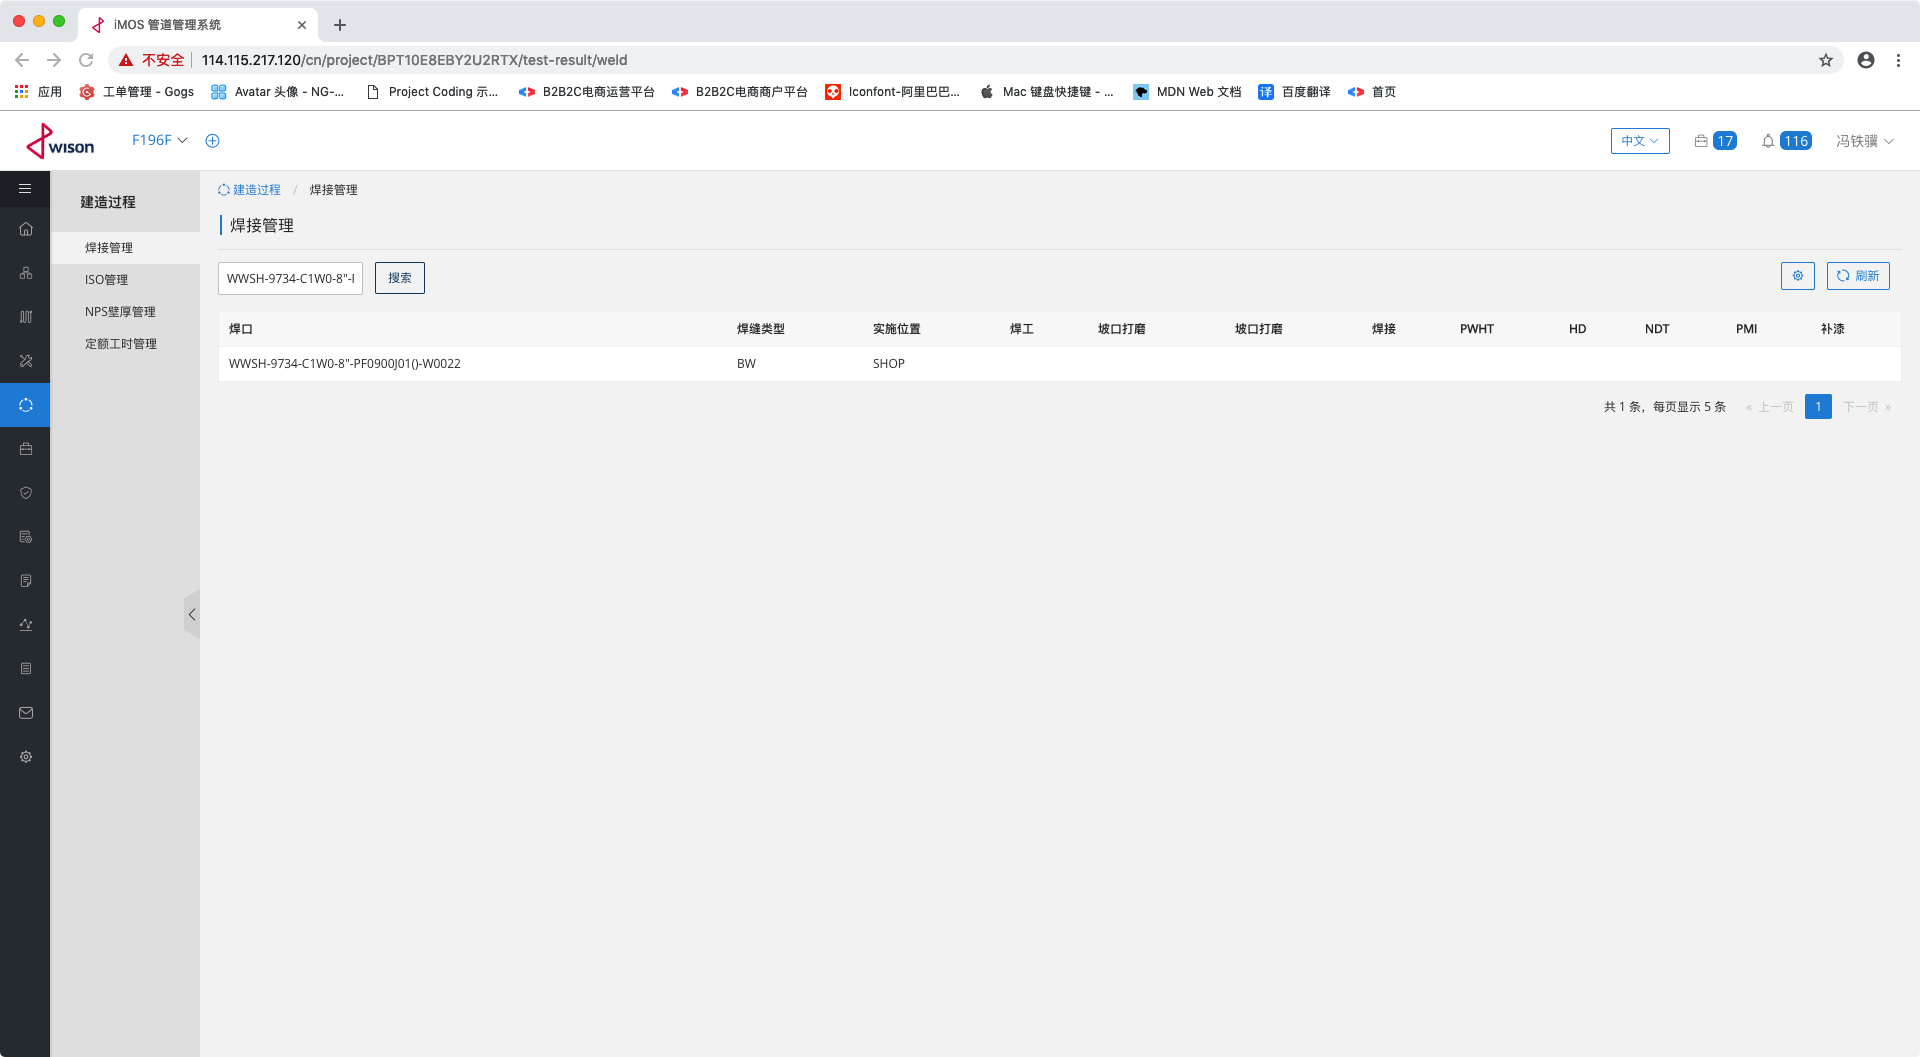 iMOS 管道管理系统
不安全 114.115.217.120/cn/project/BPT10E8EBY2U2RTX/test-result/weld
应用 工单管理 - Gogs Avatar 头像 - NG-... Project Coding 示... B2B2C电商运营平台 B2B2C电商商户平台 Iconfont-阿里巴巴... Mac 键盘快捷键 - ... MDN Web 文档 译 百度翻译 首页
wison F196F 中文 17 116 冯铁骥
建造过程
焊接管理
ISO管理
NPS壁厚管理
定额工时管理
建造过程 / 焊接管理
焊接管理
WWSH-9734-C1W0-8"-I 搜索 刷新
焊口 焊缝类型 实施位置 焊工 坡口打磨 坡口打磨 焊接 PWHT HD NDT PMI 补漆
WWSH-9734-C1W0-8"-PF0900J01()-W0022 BW SHOP
共 1 条，每页显示 5 条 « 上一页 1 下一页 »